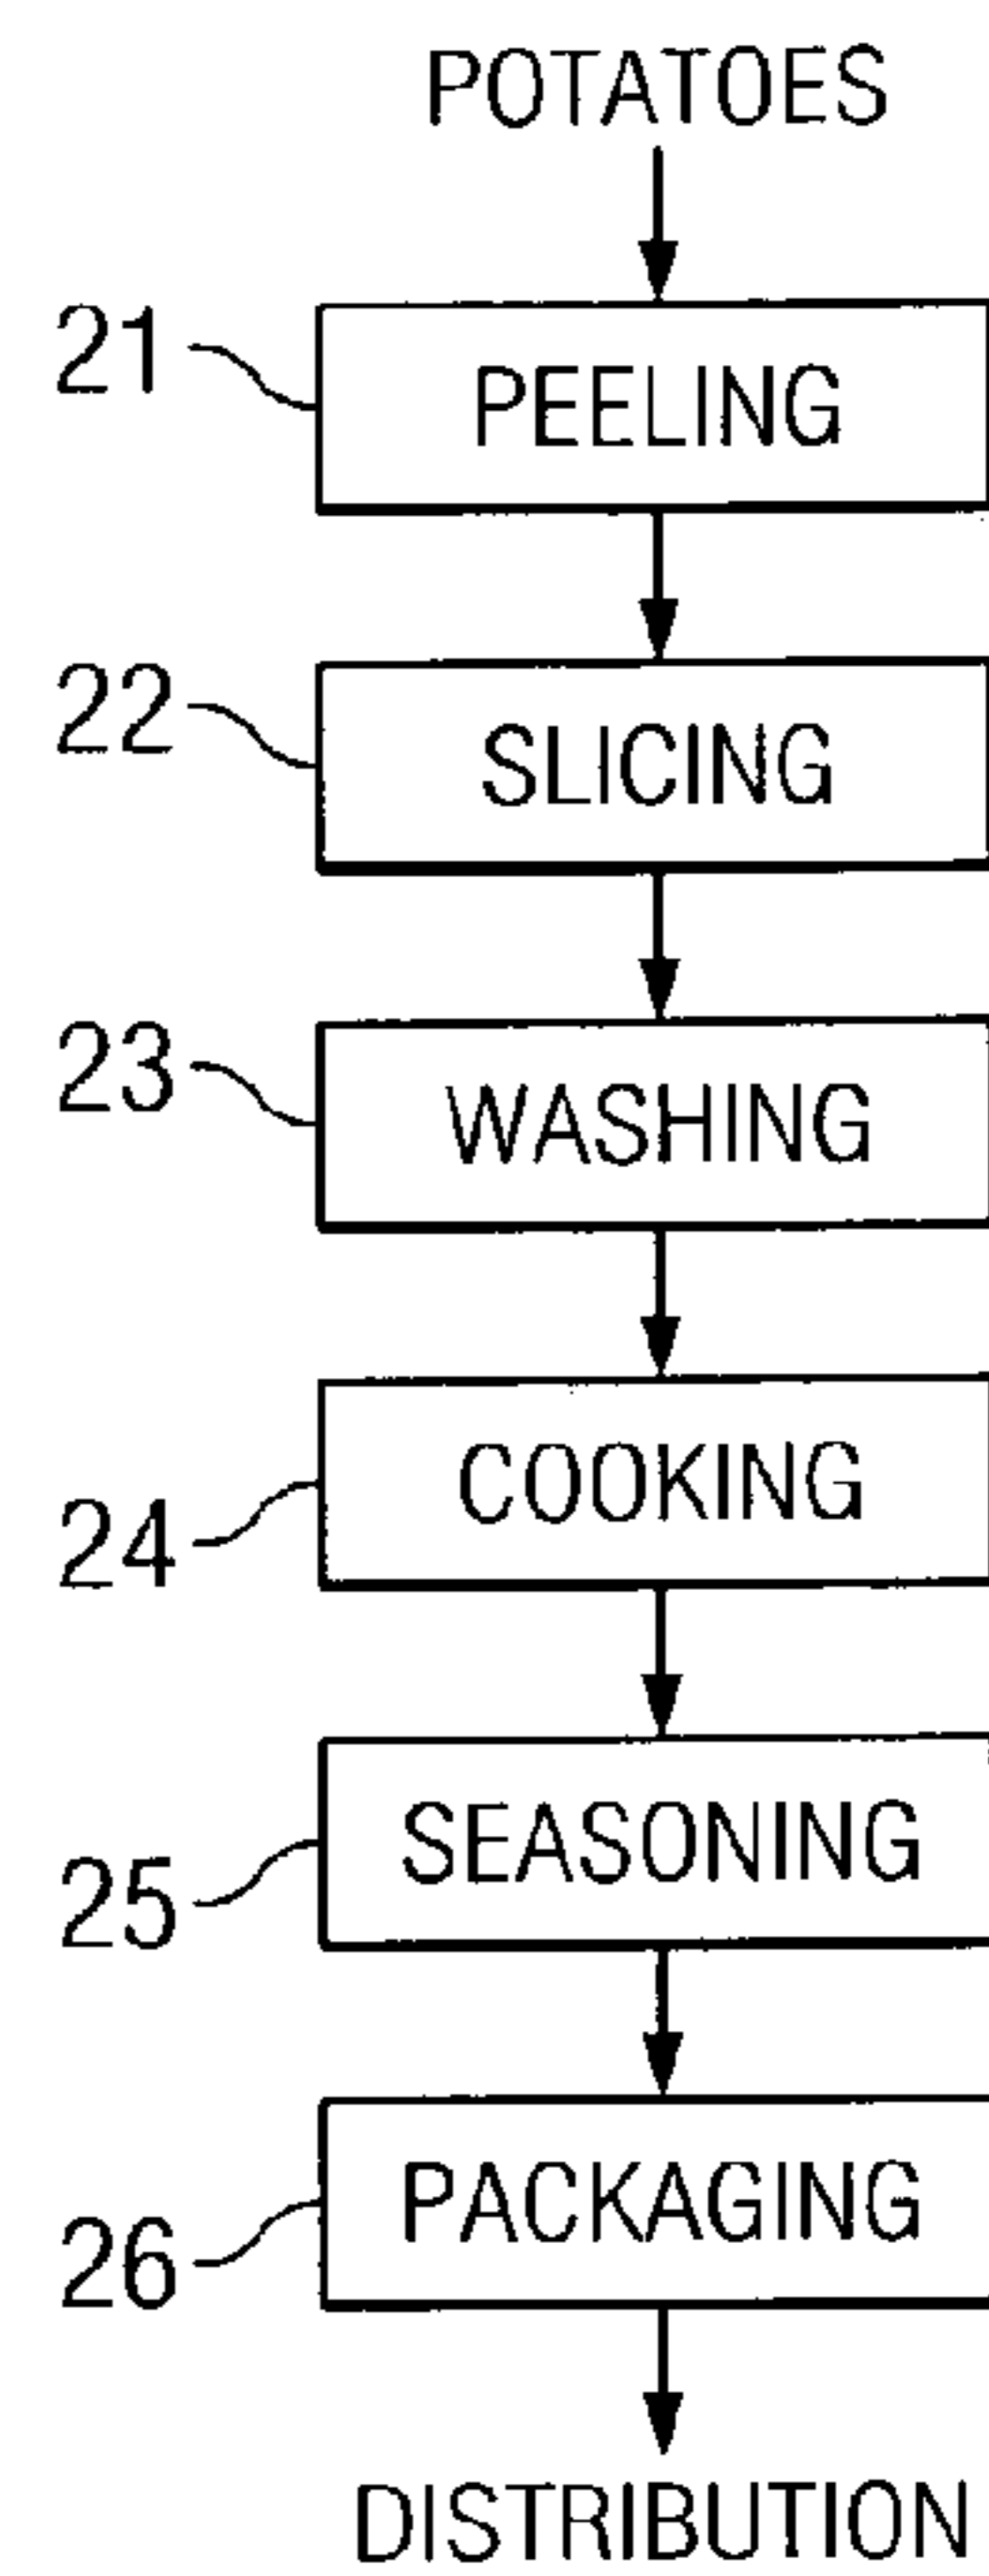 POTATOES
21 PEELING
22 SLICING
23 WASHING
24 COOKING
25 SEASONING
26 PACKAGING
DISTRIBUTION